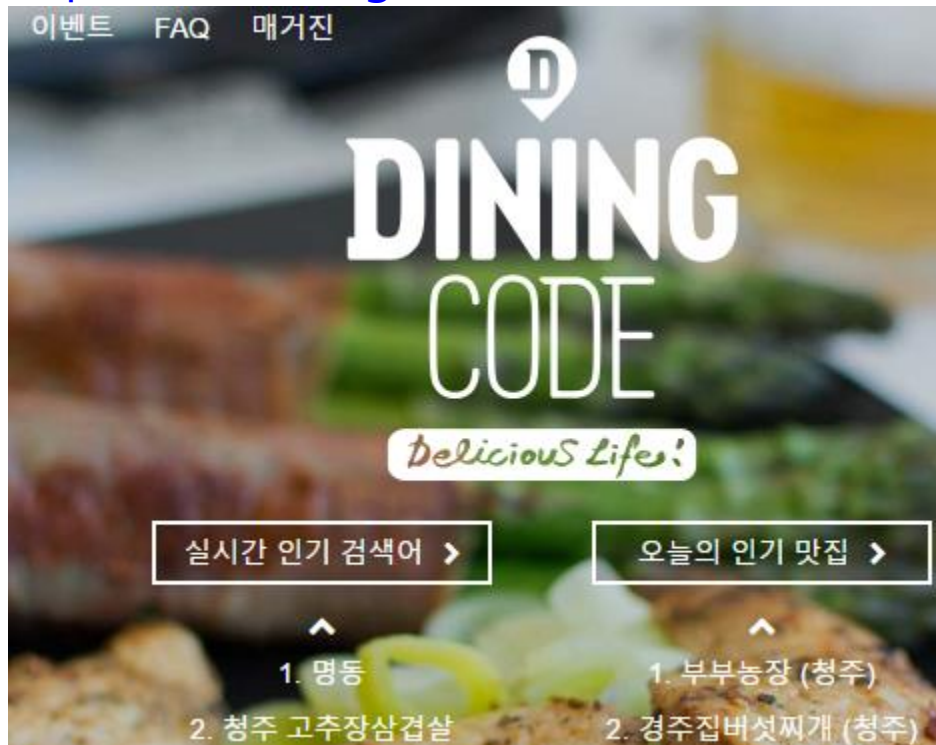 이벤트 FAQ 매거진
D
DINING
CODE
Delicious Life!
실시간 인기 검색어 >
오늘의 인기 맛집 >
1. 명동
1. 부부농장 (청주)
2. 청주 고추장삼겹살
2. 경주집버섯찌개 (청주)